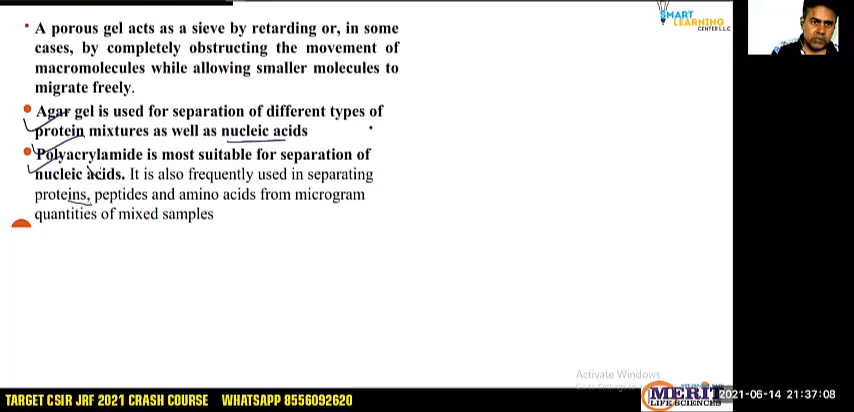 SMART
LEARNING
CENTER L.L.C
• A porous gel acts as a sieve by retarding or, in some
cases, by completely obstructing the movement of
macromolecules while allowing smaller molecules to
migrate freely.
Agar gel is used for separation of different types of
protein mixtures as well as nucleic acids
Polyacrylamide is most suitable for separation of
nucleic acids. It is also frequently used in separating
proteins, peptides and amino acids from microgram
quantities of mixed samples
Activate Windows
MERIT
LIFE SCIENCES
2021-06-14 21:37:08
TARGET CSIR JRF 2021 CRASH COURSE WHATSAPP 8556092620